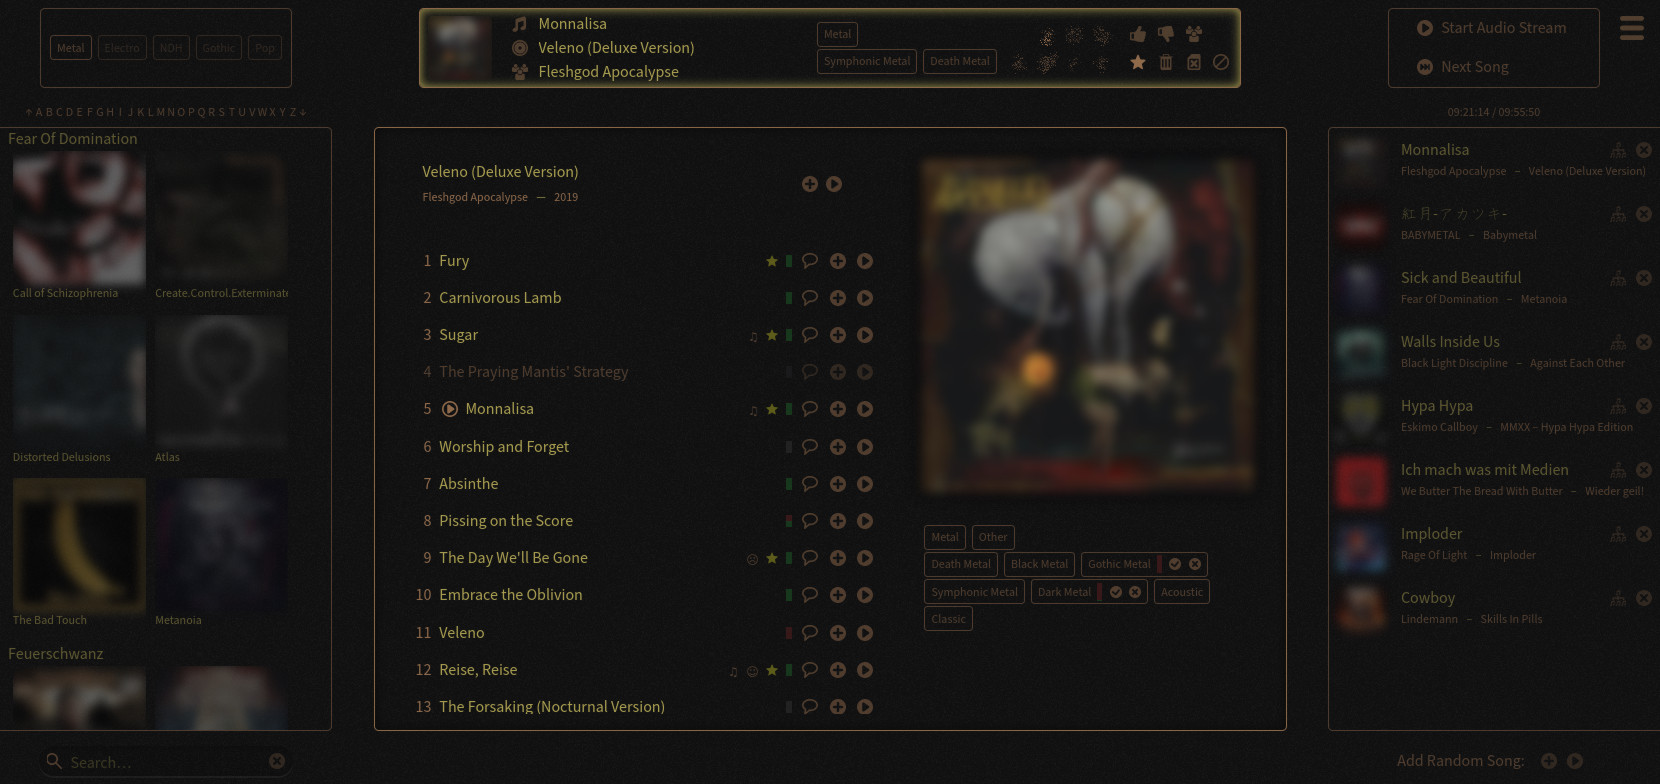 Metal Electro NDH Gothic Pop
Monnalisa
Veleno (Deluxe Version)
Fleshgod Apocalypse
Metal
Symphonic Metal Death Metal
Start Audio Stream
Next Song
↑ A B C D E F G H I J K L M N O P Q R S T U V W X Y Z ↓
09:21:14 / 09:55:50
Fear Of Domination
Call of Schizophrenia Create.Control.Exterminate
Distorted Delusions Atlas
The Bad Touch Metanoia
Feuerschwanz
Search...
Veleno (Deluxe Version)
Fleshgod Apocalypse — 2019
1 Fury
2 Carnivorous Lamb
3 Sugar
4 The Praying Mantis' Strategy
5 Monnalisa
6 Worship and Forget
7 Absinthe
8 Pissing on the Score
9 The Day We'll Be Gone
10 Embrace the Oblivion
11 Veleno
12 Reise, Reise
13 The Forsaking (Nocturnal Version)
Metal Other
Death Metal Black Metal Gothic Metal
Symphonic Metal Dark Metal Acoustic
Classic
Monnalisa
Fleshgod Apocalypse – Veleno (Deluxe Version)
紅月-アカツキ-
BABYMETAL – Babymetal
Sick and Beautiful
Fear Of Domination – Metanoia
Walls Inside Us
Black Light Discipline – Against Each Other
Hypa Hypa
Eskimo Callboy – MMXX – Hypa Hypa Edition
Ich mach was mit Medien
We Butter The Bread With Butter – Wieder geil!
Imploder
Rage Of Light – Imploder
Cowboy
Lindemann – Skills In Pills
Add Random Song: